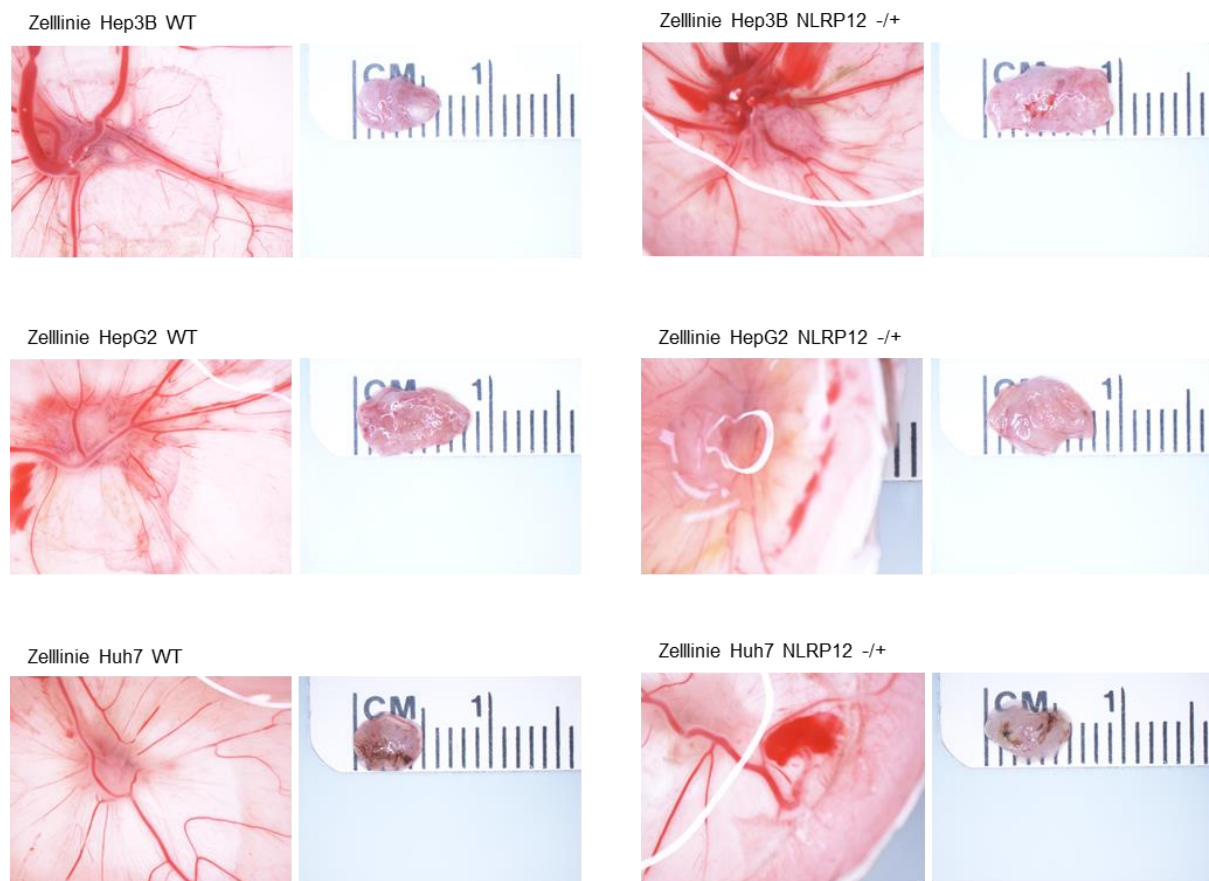 Zelllinie Hep3B WT
Zelllinie Hep3B NLRP12 -/+
CM 1
CM 1
Zelllinie HepG2 WT
Zelllinie HepG2 NLRP12 -/+
CM 1
CM 1
Zelllinie Huh7 WT
Zelllinie Huh7 NLRP12 -/+
CM 1
CM 1